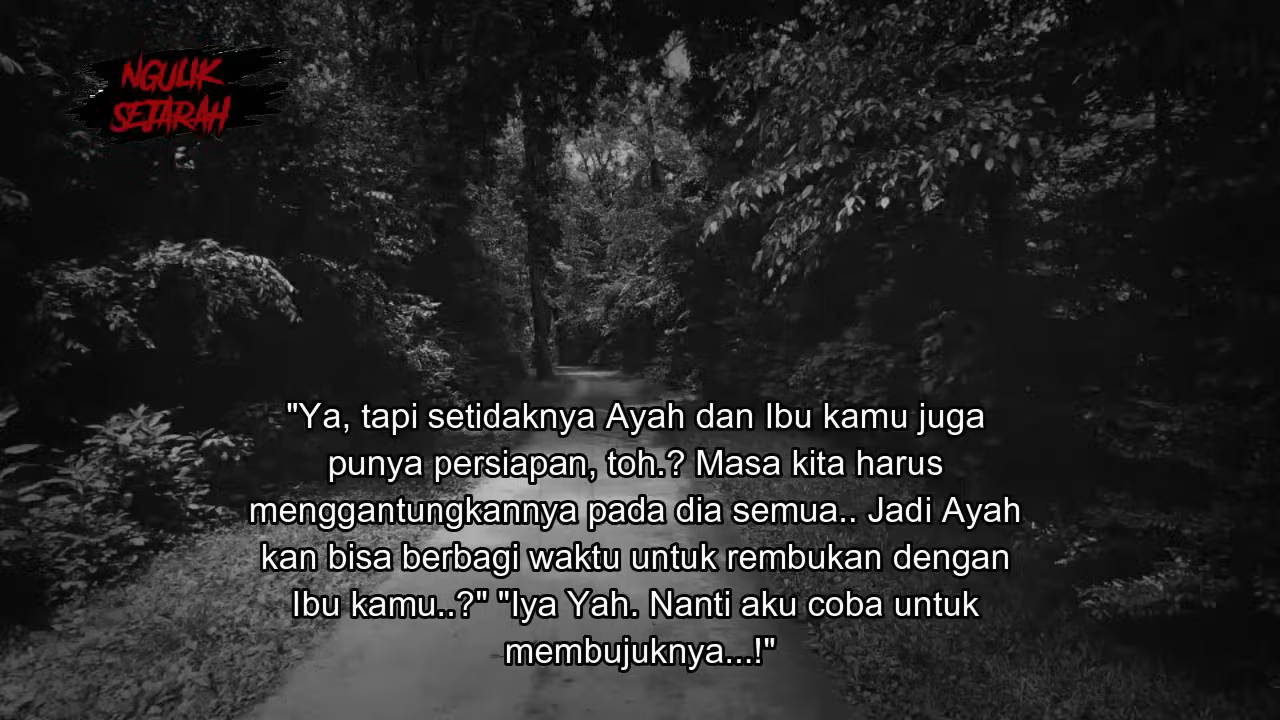 NGULIK
SEJARAH
"Ya, tapi setidaknya Ayah dan Ibu kamu juga
punya persiapan, toh.? Masa kita harus
menggantungkannya pada dia semua.. Jadi Ayah
kan bisa berbagi waktu untuk rembukan dengan
Ibu kamu..?" "Iya Yah. Nanti aku coba untuk
membujuknya...!"